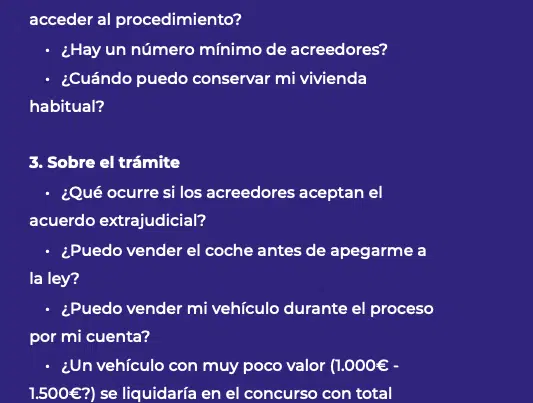 acceder al procedimiento?
• ¿Hay un número mínimo de acreedores?
• ¿Cuándo puedo conservar mi vivienda
habitual?
3. Sobre el trámite
• ¿Qué ocurre si los acreedores aceptan el
acuerdo extrajudicial?
• ¿Puedo vender el coche antes de apegarme a
la ley?
• ¿Puedo vender mi vehículo durante el proceso
por mi cuenta?
• ¿Un vehículo con muy poco valor (1.000€ -
1.500€?) se liquidaría en el concurso con total